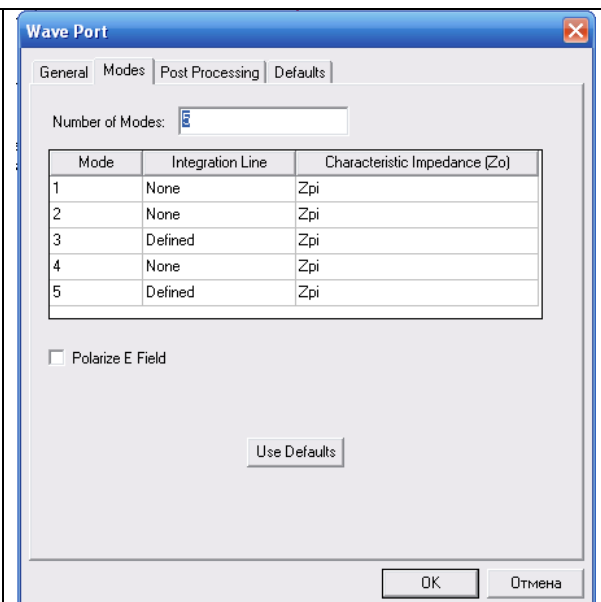 Wave Port
General Modes Post Processing Defaults
Number of Modes: 5
Mode Integration Line Characteristic Impedance (Zo)
1 None Zpi
2 None Zpi
3 Defined Zpi
4 None Zpi
5 Defined Zpi
Polarize E Field
Use Defaults
OK Отмена